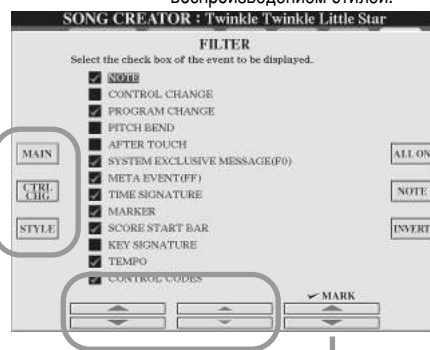 воспроизведением стилей.
SONG CREATOR : Twinkle Twinkle Little Star
FILTER
Select the check box of the event to be displayed.
NOTE
CONTROL CHANGE
PROGRAM CHANGE
PITCH BEND
AFTER TOUCH
SYSTEM EXCLUSIVE MESSAGE(F0)
META EVENT(FF)
TIME SIGNATURE
MARKER
SCORE START BAR
KEY SIGNATURE
TEMPO
CONTROL CODES
MAIN
CTRL CHG
STYLE
ALL ON
NOTE
INVERT
MARK